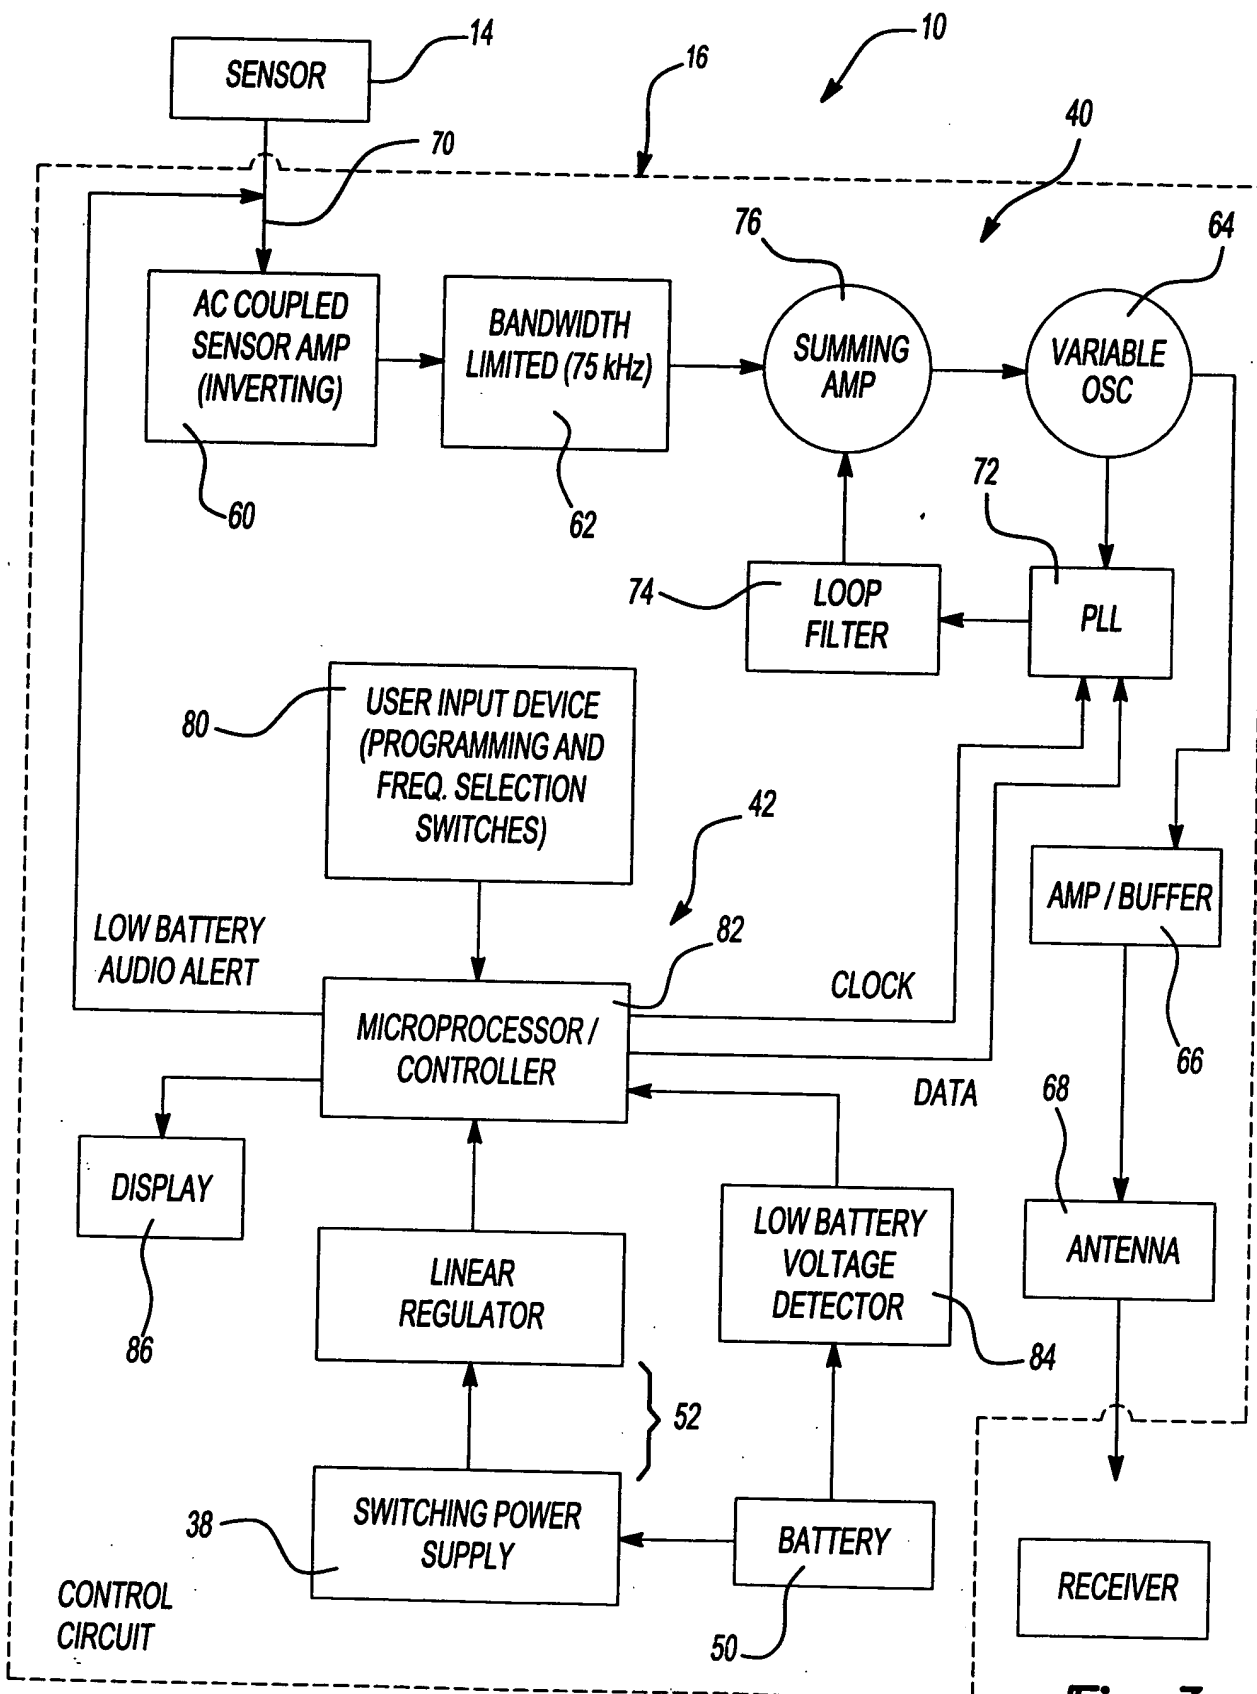 10
14
SENSOR
16
40
70
76
64
AC COUPLED
SENSOR AMP
(INVERTING)
BANDWIDTH
LIMITED (75 kHz)
SUMMING
AMP
VARIABLE
OSC
60
62
72
74
LOOP
FILTER
PLL
80
USER INPUT DEVICE
(PROGRAMMING AND
FREQ. SELECTION
SWITCHES)
42
AMP / BUFFER
66
LOW BATTERY
AUDIO ALERT
82
CLOCK
MICROPROCESSOR /
CONTROLLER
DATA
68
DISPLAY
86
LINEAR
REGULATOR
LOW BATTERY
VOLTAGE
DETECTOR
84
ANTENNA
52
38
SWITCHING POWER
SUPPLY
BATTERY
50
RECEIVER
CONTROL
CIRCUIT